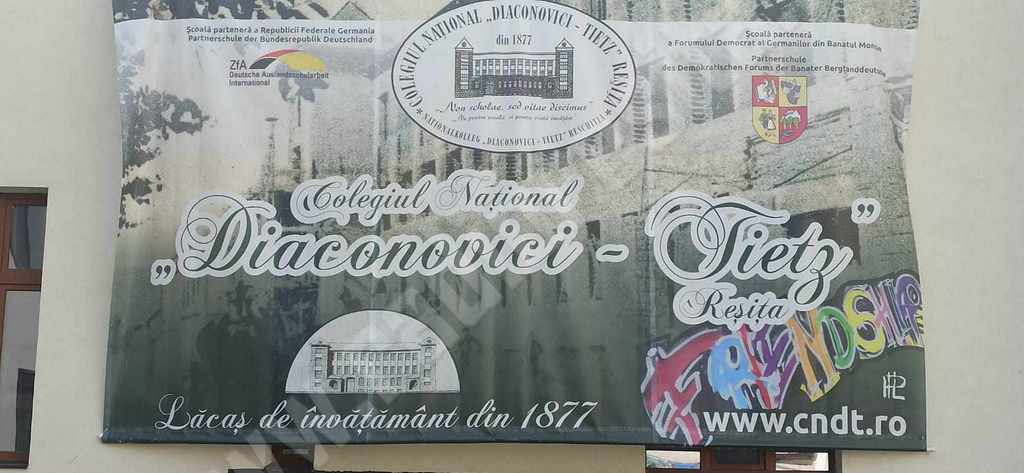 Școală parteneră a Republicii Federale Germania
Partnerschule der Bundesrepublik Deutschland
ZfA
Deutsche Auslandsschularbeit
International
COLEGIUL NAȚIONAL „DIACONOVICI - TIETZ” REȘIȚA
din 1877
„Non scholae, sed vitae discimus”
NATIONALKOLLEG „DIACONOVICI - TIETZ” RESCHITZA
Școală parteneră
a Forumului Democrat al Germanilor din Banatul Montan
Partnerschule
des Demokratischen Forums der Banater Berglanddeutschen
Colegiul Național
„Diaconovici - Tietz”
Reșița
FRIENDSHIP
Lăcaș de învățământ din 1877
www.cndt.ro